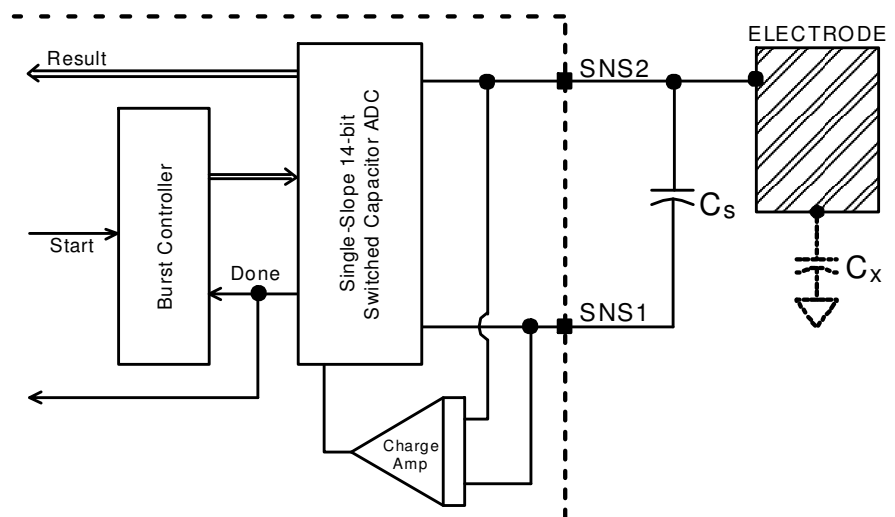 ELECTRODE
Result
SNS2
Single-Slope 14-bit
Switched Capacitor ADC
Burst Controller
Cs
Start
Done
Cx
SNS1
Charge
Amp